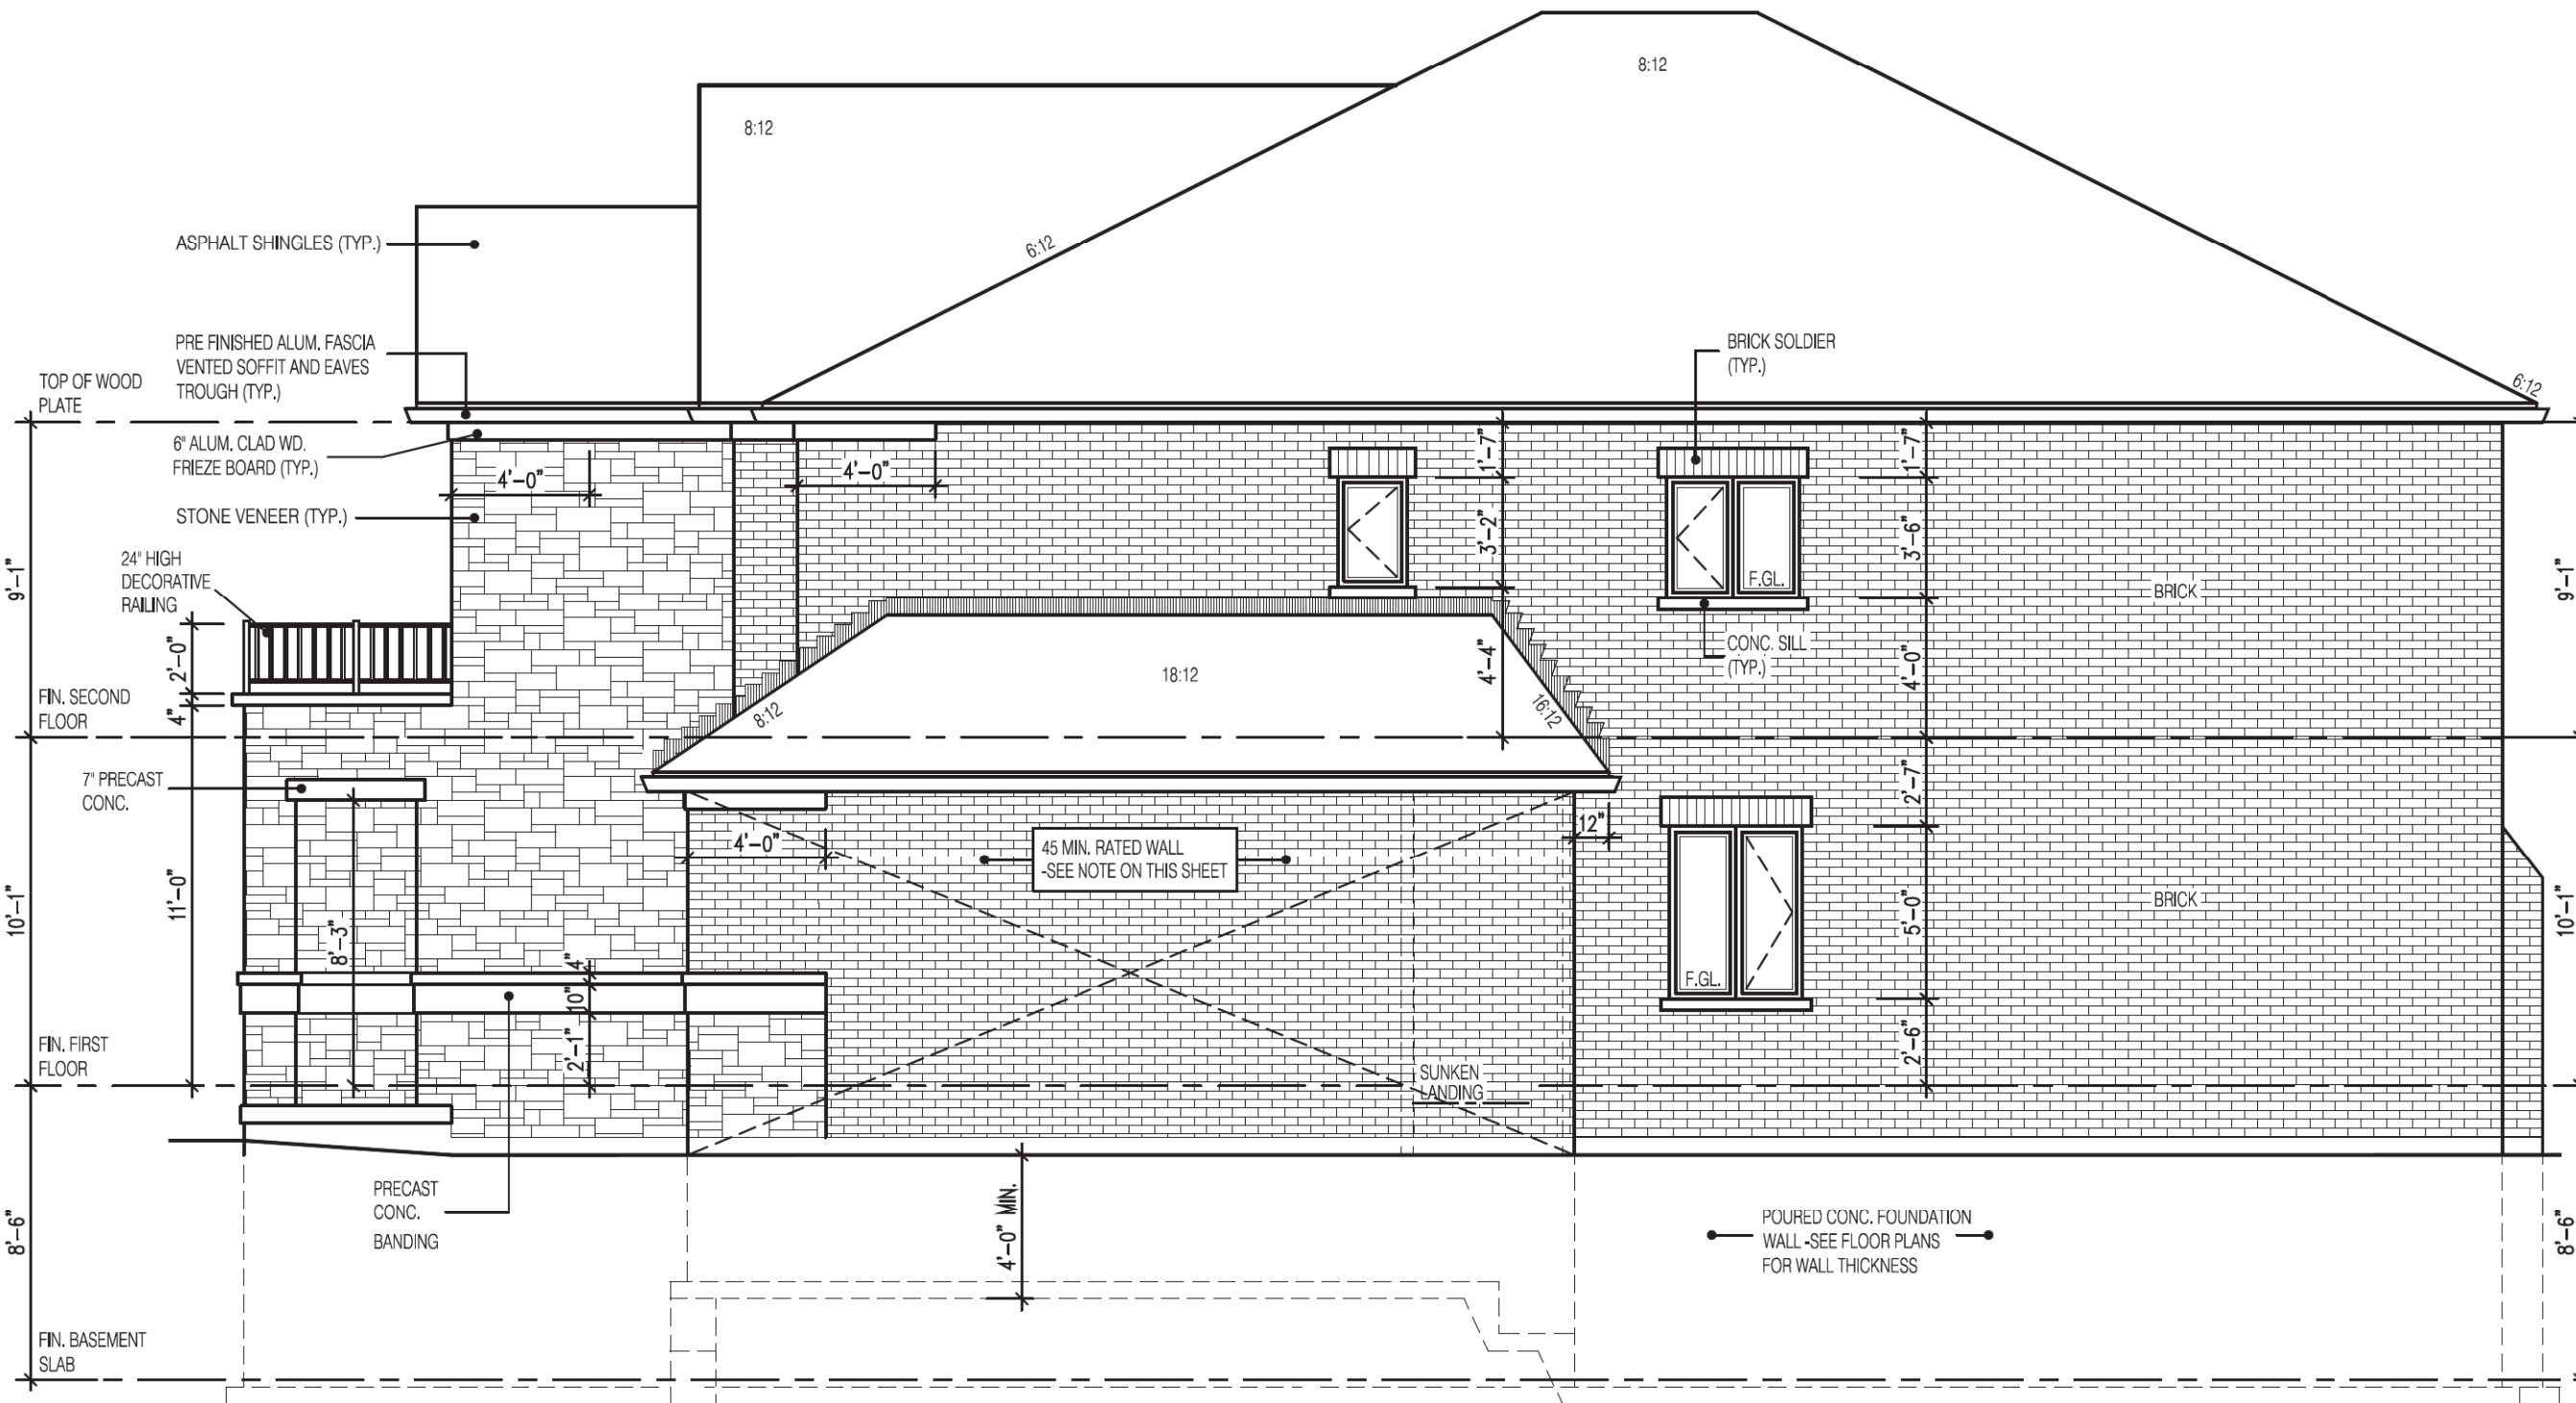 8:12
8:12
6:12
6:12
ASPHALT SHINGLES (TYP.)
PRE FINISHED ALUM. FASCIA
VENTED SOFFIT AND EAVES
TROUGH (TYP.)
TOP OF WOOD
PLATE
6" ALUM. CLAD WD.
FRIEZE BOARD (TYP.)
STONE VENEER (TYP.)
24" HIGH
DECORATIVE
RAILING
BRICK SOLDIER
(TYP.)
4'-0"
4'-0"
1'-7"
3'-2"
4'-4"
1'-7"
3'-6"
4'-0"
F.GL.
CONC. SILL
(TYP.)
BRICK
9'-1"
9'-1"
2'-0"
4"
FIN. SECOND
FLOOR
18:12
8:12
16:12
7" PRECAST
CONC.
4'-0"
45 MIN. RATED WALL
-SEE NOTE ON THIS SHEET
12"
2'-7"
5'-0"
2'-6"
F.GL.
BRICK
10'-1"
10'-1"
11'-0"
8'-3"
4"
10"
2'-1"
FIN. FIRST
FLOOR
SUNKEN
LANDING
PRECAST
CONC.
BANDING
4'-0" MIN.
POURED CONC. FOUNDATION
WALL -SEE FLOOR PLANS
FOR WALL THICKNESS
8'-6"
8'-6"
FIN. BASEMENT
SLAB